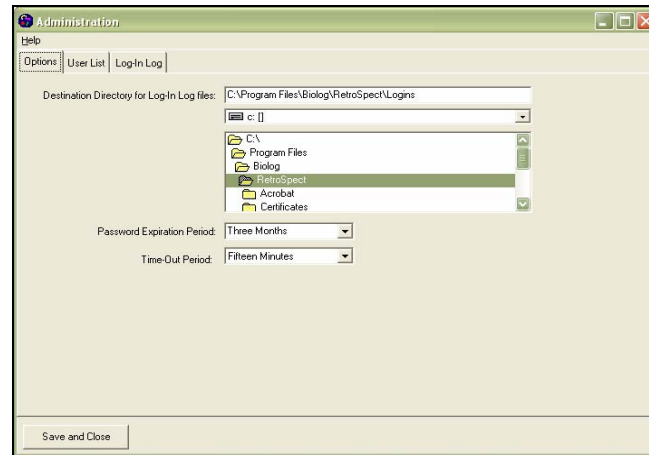 Administration
Help
Options User List Log-In Log
Destination Directory for Log-In Log files: C:\Program Files\Biolog\RetroSpect\Logins
c: []
C:\
Program Files
Biolog
RetroSpect
Acrobat
Certificates
Password Expiration Period: Three Months
Time-Out Period: Fifteen Minutes
Save and Close